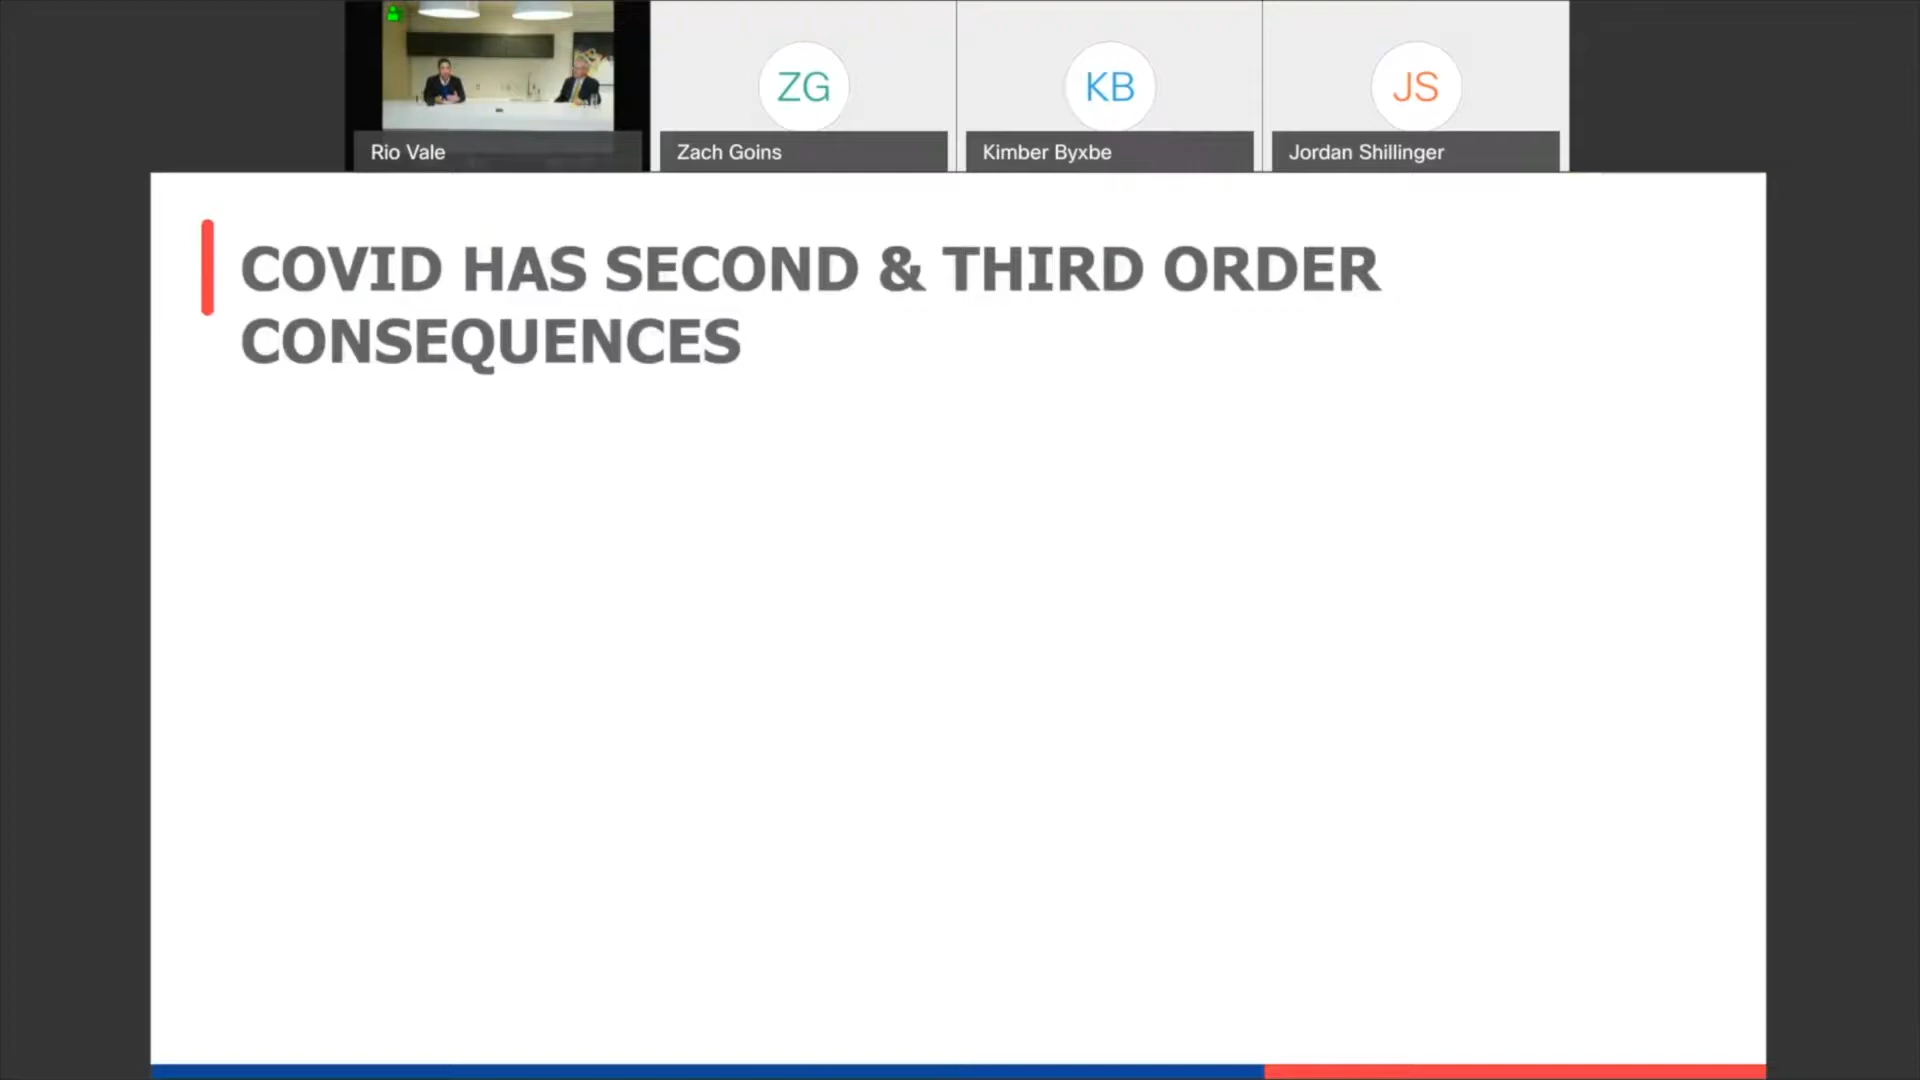 ZG
KB
JS
Rio Vale
Zach Goins
Kimber Byxbe
Jordan Shillinger
COVID HAS SECOND & THIRD ORDER
CONSEQUENCES